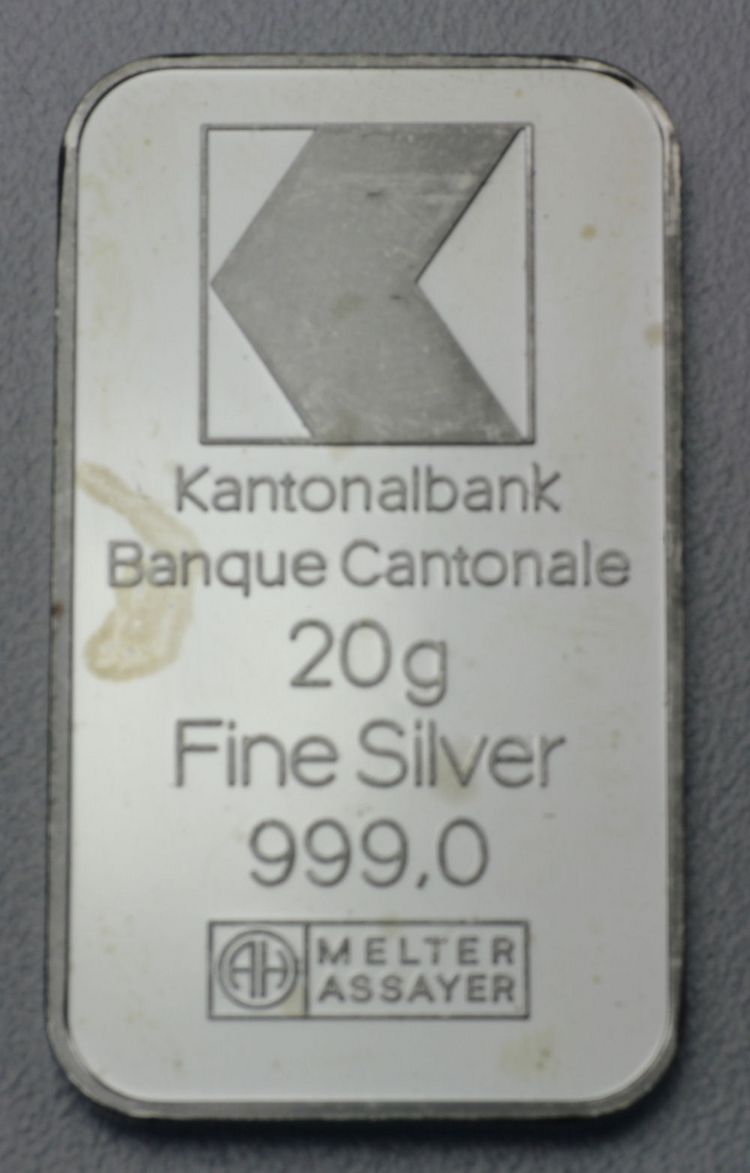 Kantonalbank
Banque Cantonale
20g
Fine Silver
999,0
AH MELTER
ASSAYER